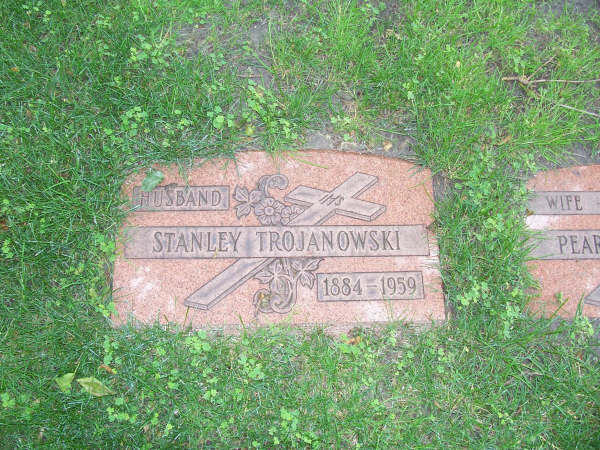 HUSBAND
IHS
STANLEY TROJANOWSKI
1884-1959
WIFE